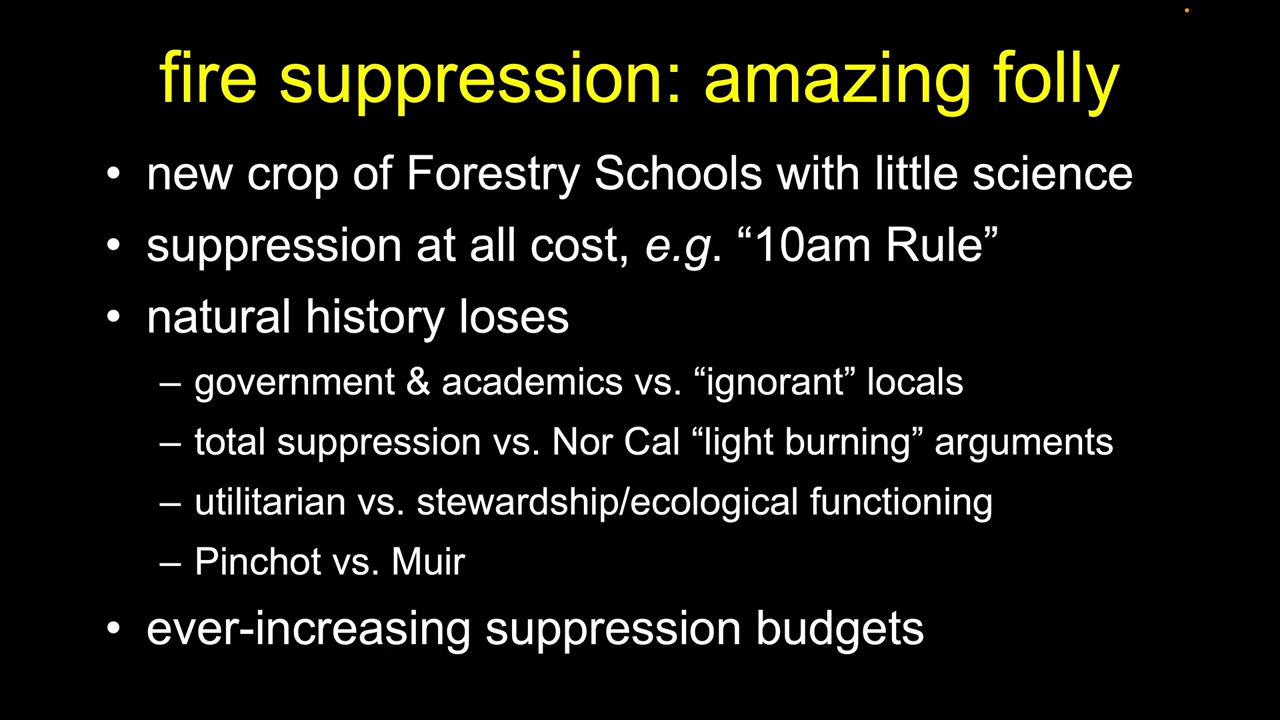 fire suppression: amazing folly
• new crop of Forestry Schools with little science
• suppression at all cost, e.g. “10am Rule”
• natural history loses
– government & academics vs. “ignorant” locals
– total suppression vs. Nor Cal “light burning” arguments
– utilitarian vs. stewardship/ecological functioning
– Pinchot vs. Muir
• ever-increasing suppression budgets